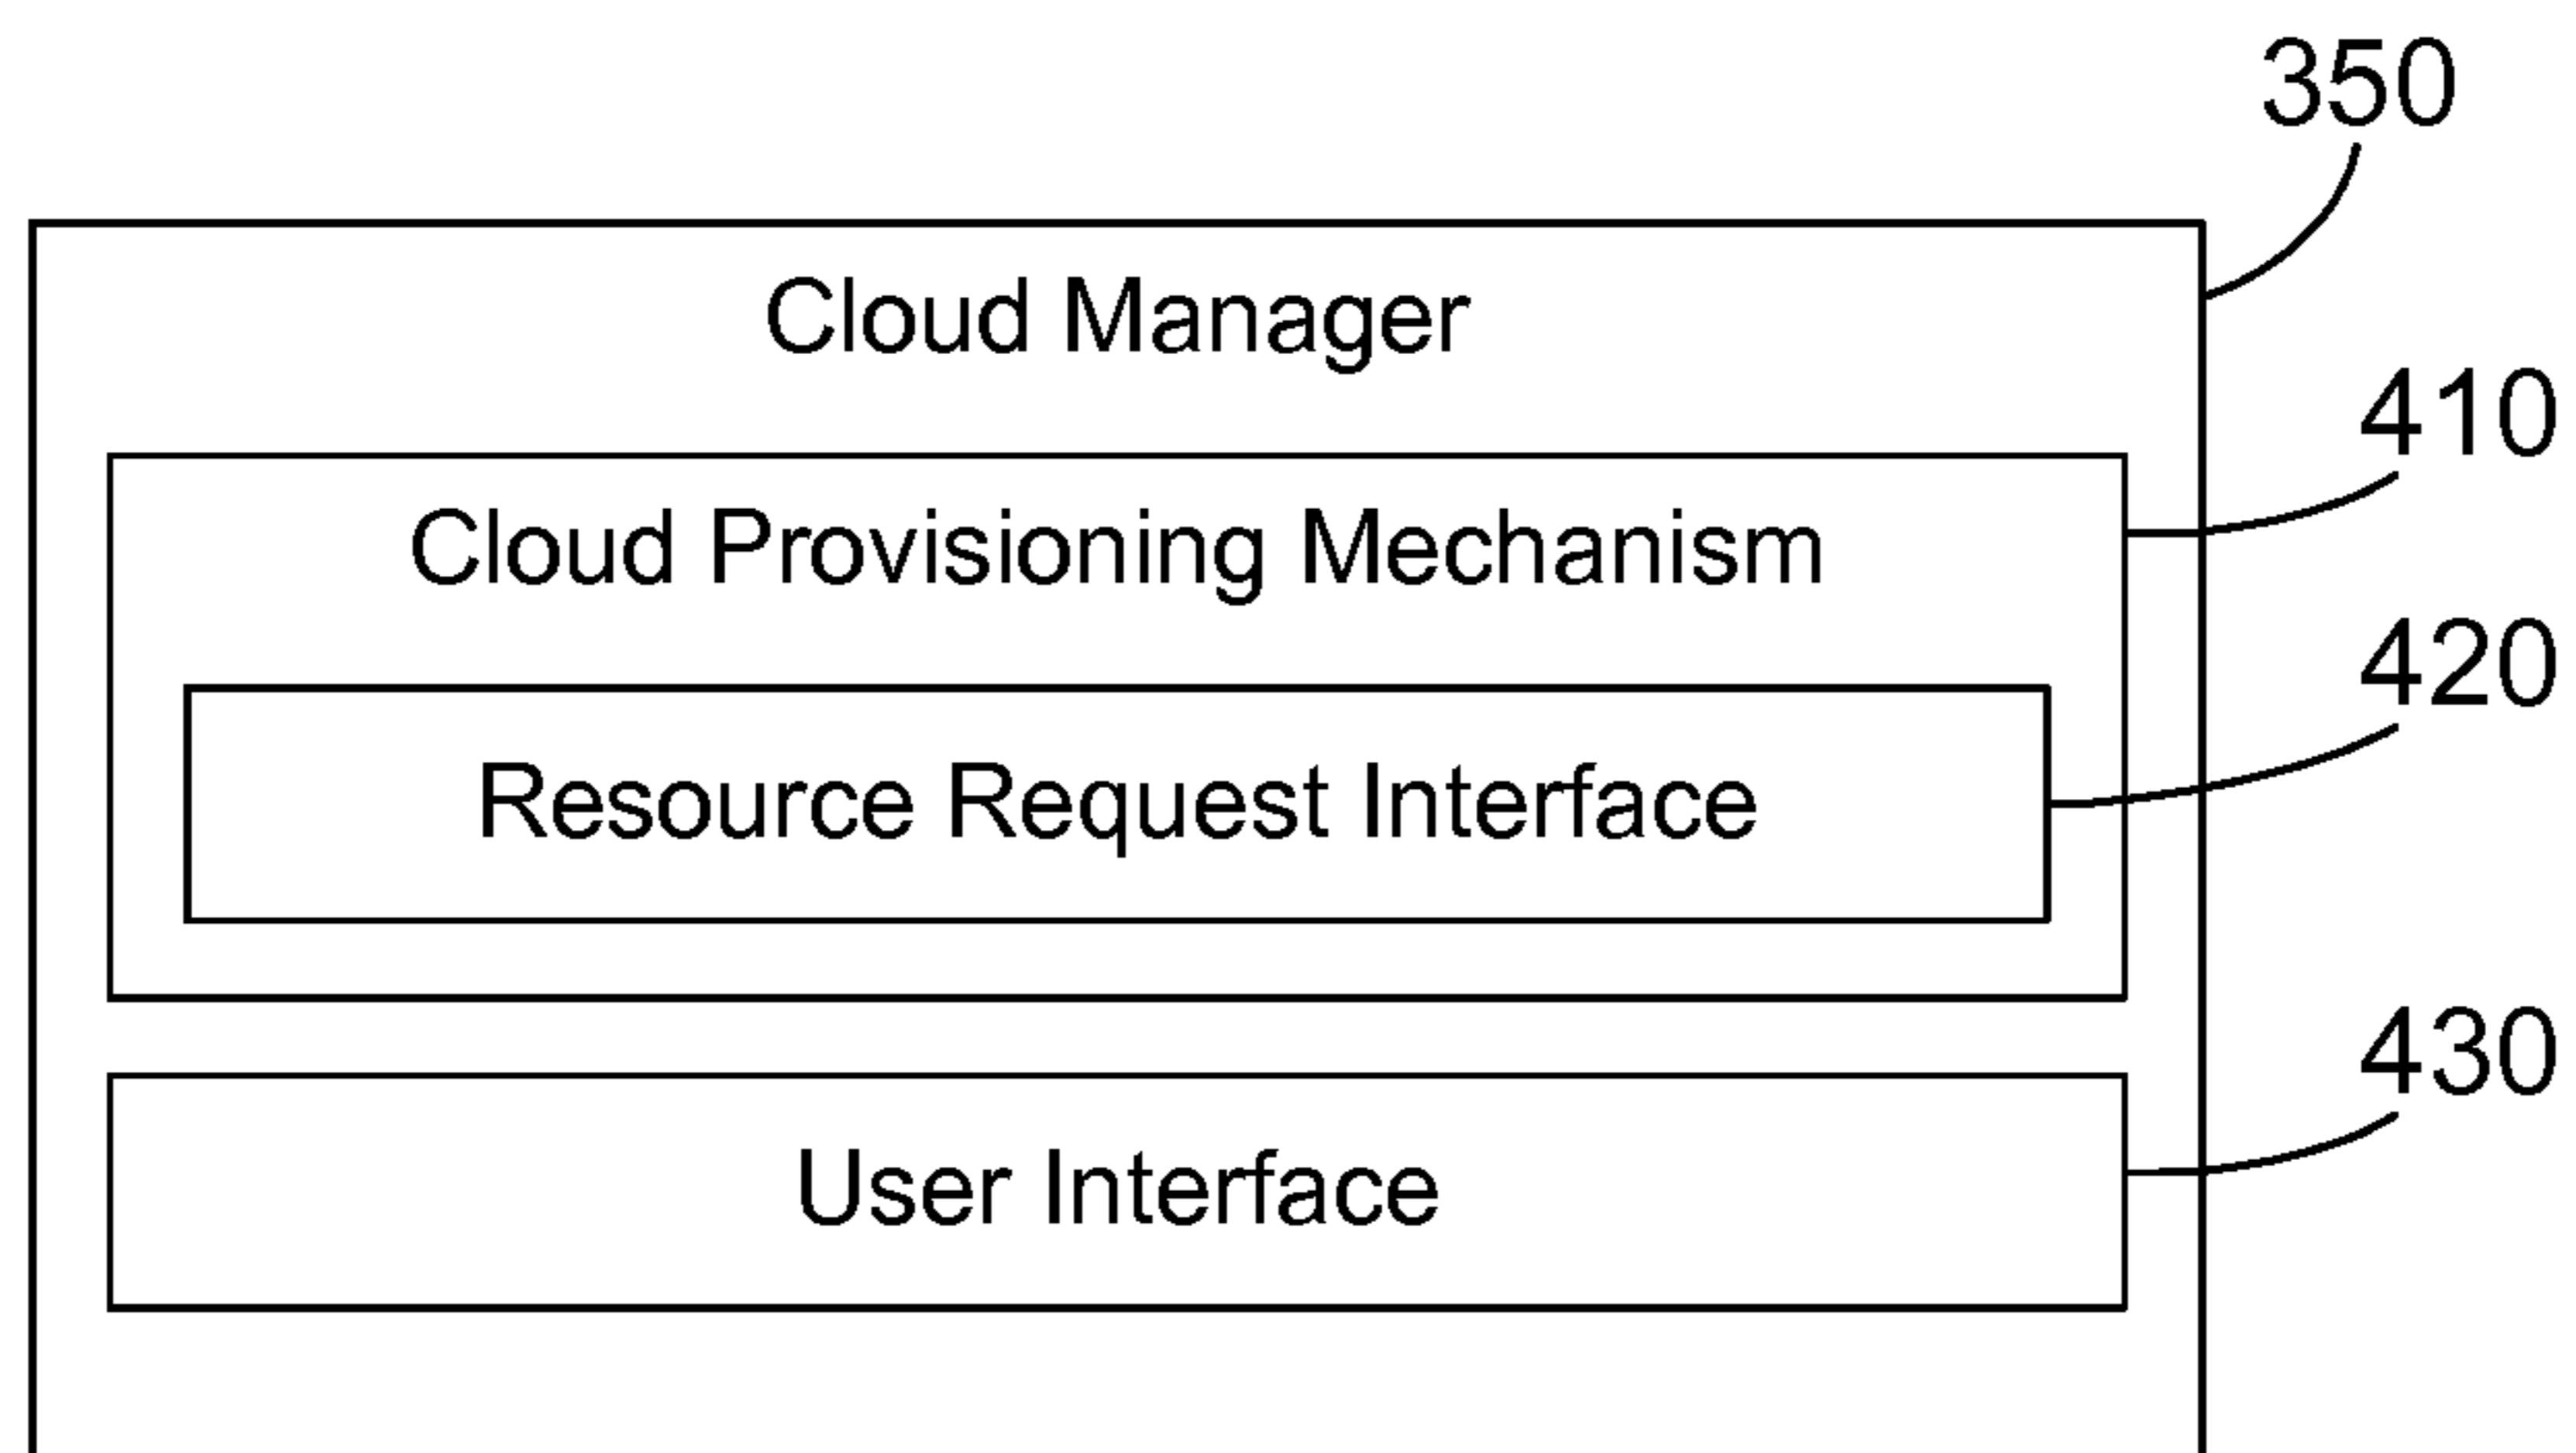 350
Cloud Manager
410
Cloud Provisioning Mechanism
420
Resource Request Interface
430
User Interface